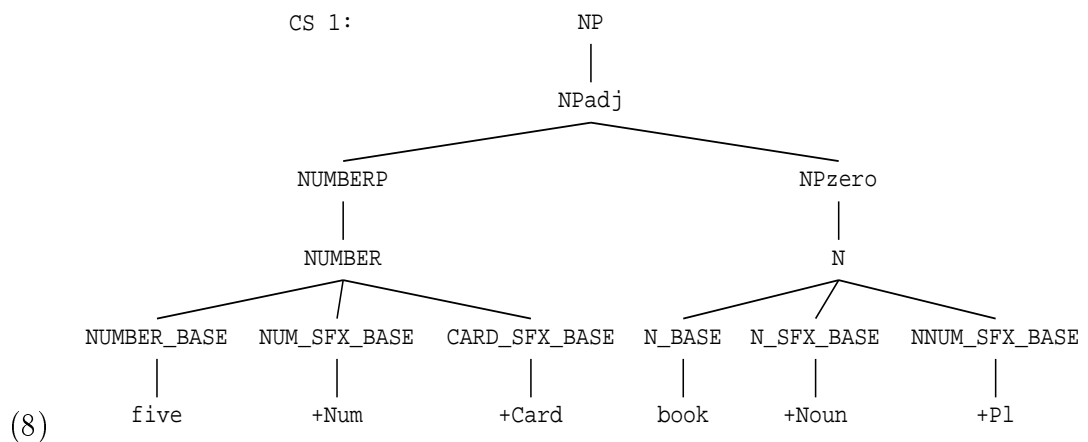 CS 1: NP
NPadj
NUMBERP NPzero
NUMBER N
NUMBER_BASE NUM_SFX_BASE CARD_SFX_BASE N_BASE N_SFX_BASE NNUM_SFX_BASE
(8) five +Num +Card book +Noun +Pl